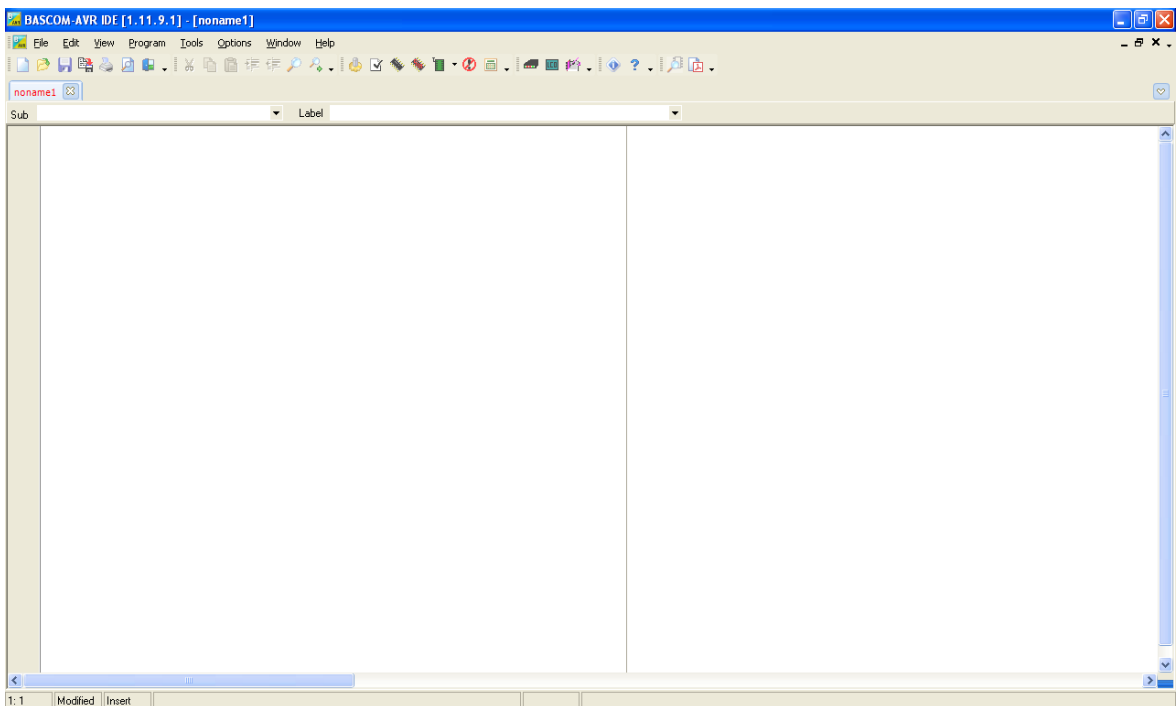 BASCOM-AVR IDE [1.11.9.1] - [noname1]
File Edit View Program Tools Options Window Help
noname1
Sub Label
1: 1 Modified Insert